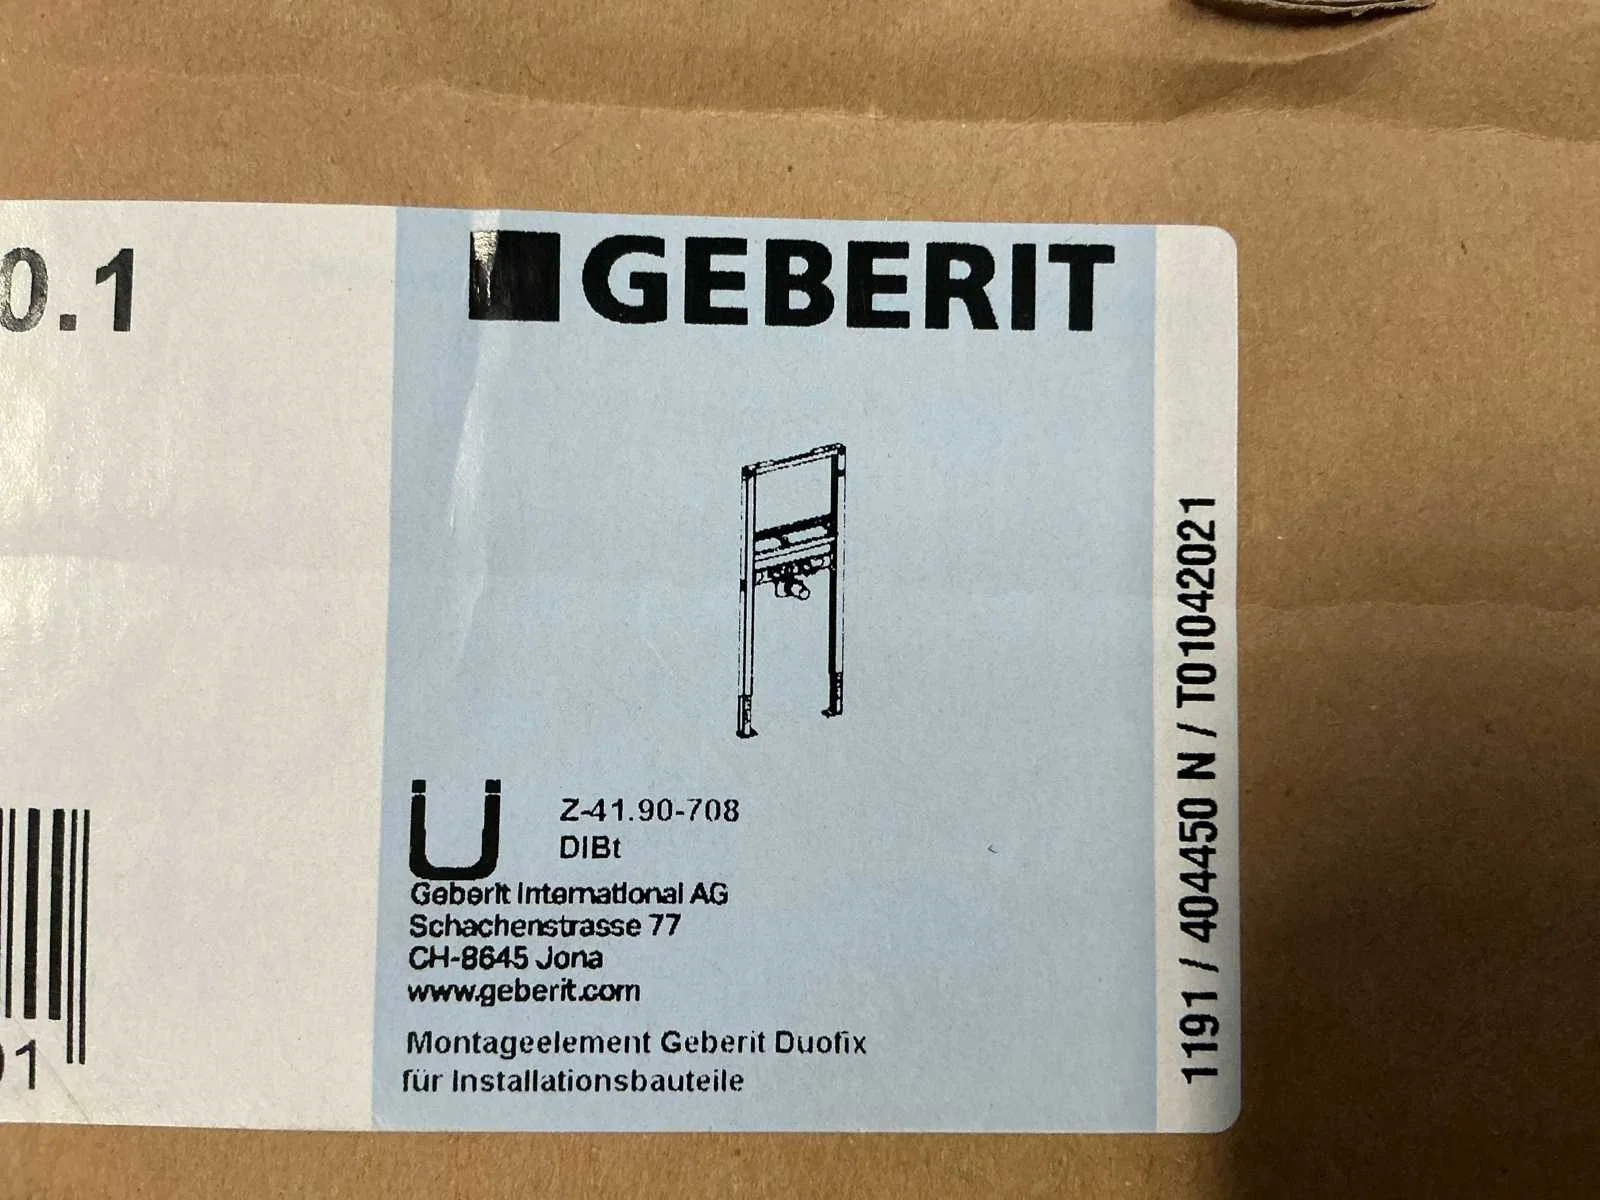 0.1
GEBERIT
Z-41.90-708
DIBt
Geberit International AG
Schachenstrasse 77
CH-8645 Jona
www.geberit.com
Montageelement Geberit Duofix
für Installationsbauteile
1191 / 404450 N / T01042021
91